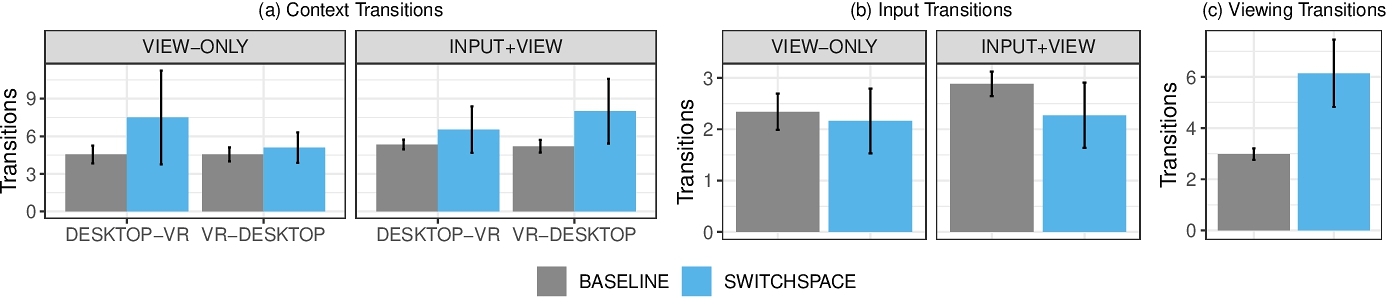 (a) Context Transitions
VIEW−ONLY
INPUT+VIEW
Transitions
9
6
3
0
DESKTOP−VR VR−DESKTOP
DESKTOP−VR VR−DESKTOP
(b) Input Transitions
VIEW−ONLY
INPUT+VIEW
Transitions
3
2
1
0
(c) Viewing Transitions
Transitions
6
4
2
0
BASELINE
SWITCHSPACE